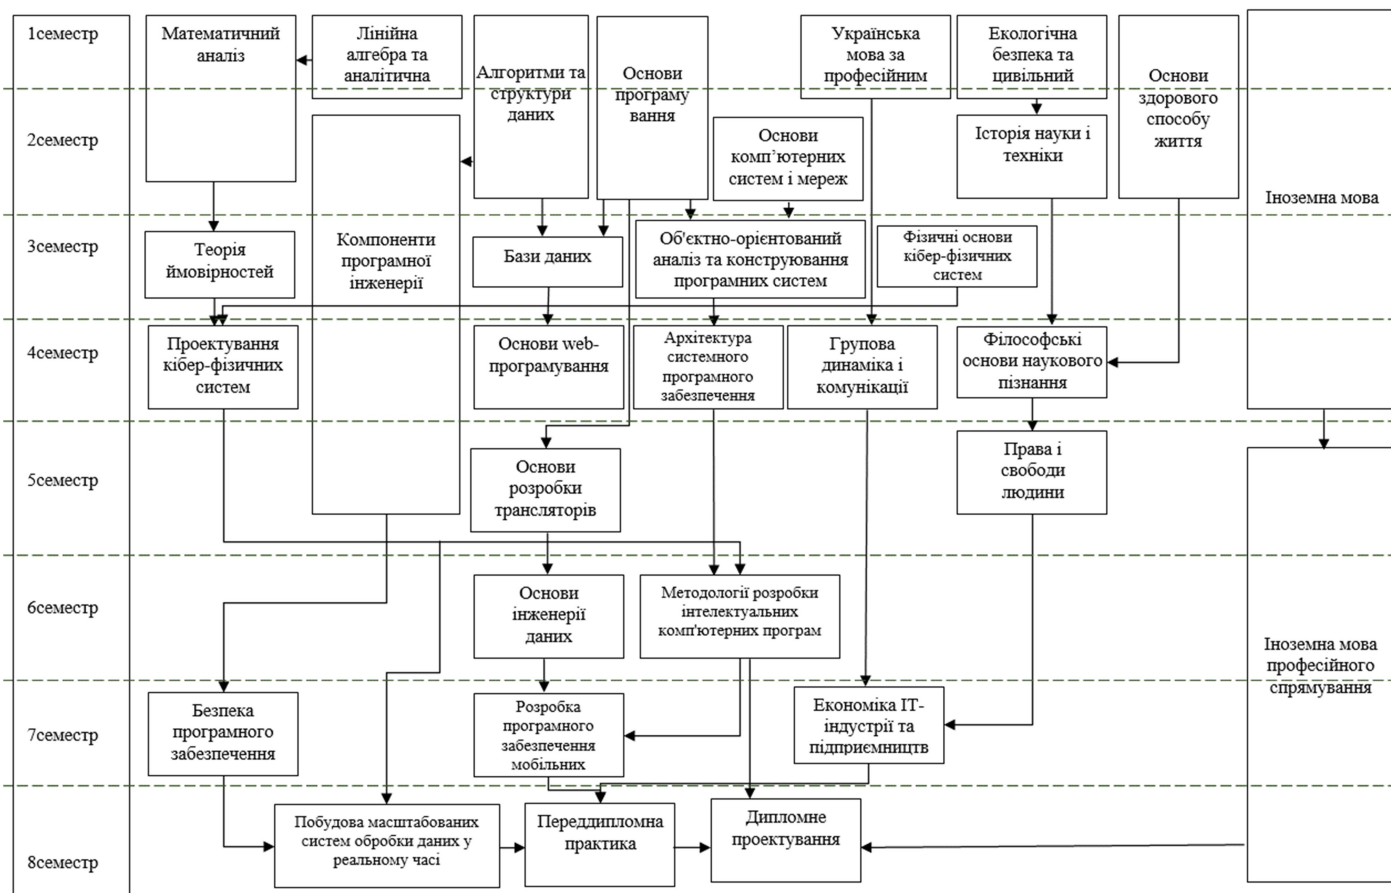 1семестр
Математичний
аналіз
Лінійна
алгебра та
аналітична
Алгоритми та
структури
даних
Основи
програму
вання
Українська
мова за
професійним
Екологічна
безпека та
цивільний
Основи
здорового
способу
життя
Іноземна мова
2семестр
Основи
комп’ютерних
систем і мереж
Історія науки і
техніки
3семестр
Теорія
ймовірностей
Компоненти
програмної
інженерії
Бази даних
Об'єктно-орієнтований
аналіз та конструювання
програмних систем
Фізичні основи
кібер-фізичних
систем
4семестр
Проектування
кібер-фізичних
систем
Основи web-
програмування
Архітектура
системного
програмного
забезпечення
Групова
динаміка і
комунікації
Філософські
основи наукового
пізнання
5семестр
Основи
розробки
трансляторів
Права і
свободи
людини
6семестр
Основи
інженерії
даних
Методології розробки
інтелектуальних
комп'ютерних програм
Іноземна мова
професійного
спрямування
7семестр
Безпека
програмного
забезпечення
Розробка
програмного
забезпечення
мобільних
Економіка ІТ-
індустрії та
підприємництв
8семестр
Побудова масштабованих
систем обробки даних у
реальному часі
Переддипломна
практика
Дипломне
проектування